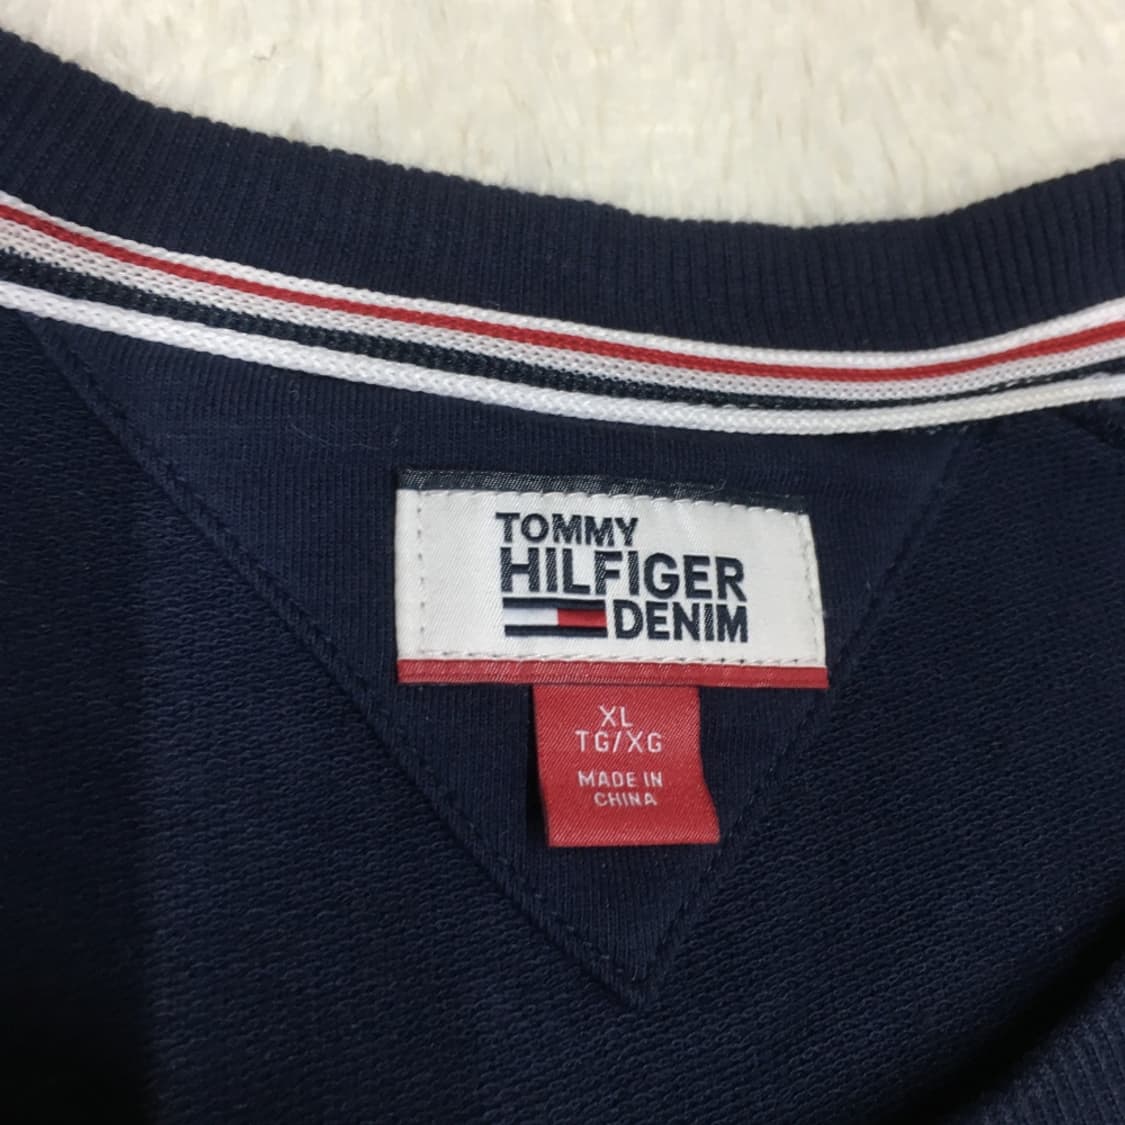 TOMMY
HILFIGER
DENIM
XL
TG/XG
MADE IN
CHINA